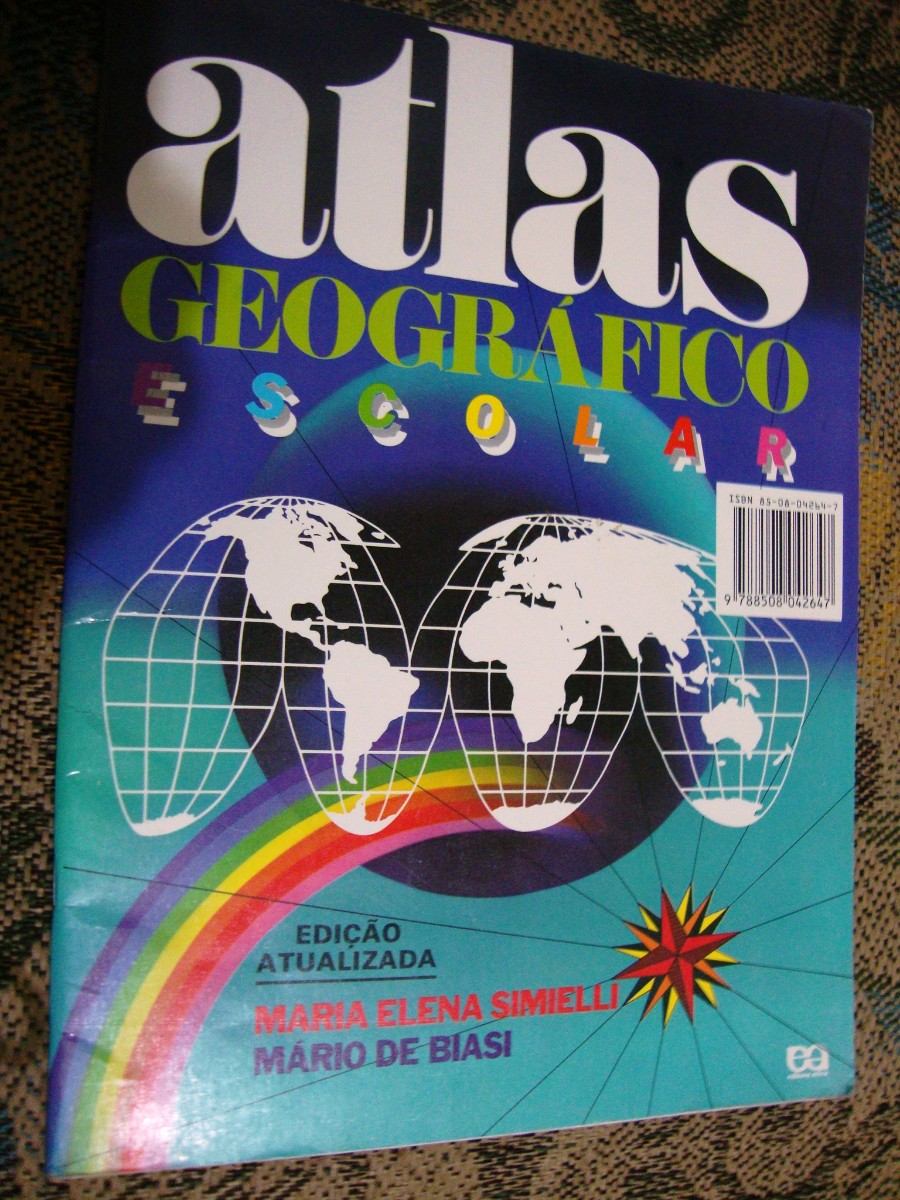 atlas
GEOGRÁFICO
ESCOLAR
ISBN 85-08-04264-7
9 788508 042647
EDIÇÃO
ATUALIZADA
MARIA ELENA SIMIELLI
MÁRIO DE BIASI